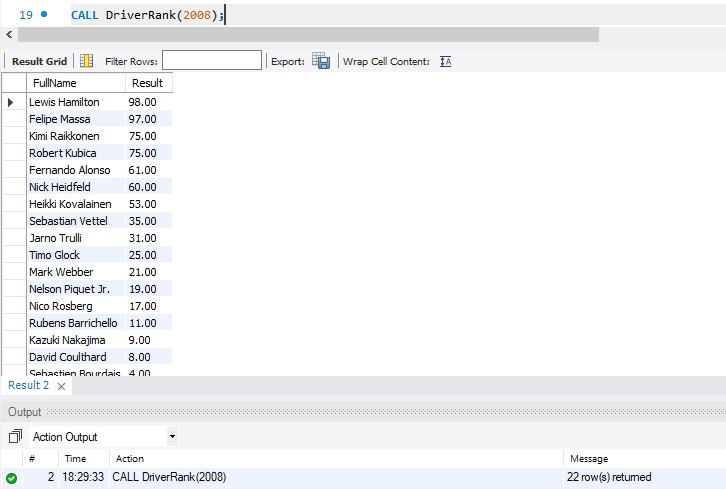 19 CALL DriverRank(2008);
Result Grid Filter Rows: Export: Wrap Cell Content:
FullName Result
Lewis Hamilton 98.00
Felipe Massa 97.00
Kimi Raikkonen 75.00
Robert Kubica 75.00
Fernando Alonso 61.00
Nick Heidfeld 60.00
Heikki Kovalainen 53.00
Sebastian Vettel 35.00
Jarno Trulli 31.00
Timo Glock 25.00
Mark Webber 21.00
Nelson Piquet Jr. 19.00
Nico Rosberg 17.00
Rubens Barrichello 11.00
Kazuki Nakajima 9.00
David Coulthard 8.00
Sebastien Bourdais 4.00
Result 2
Output
Action Output
# Time Action Message
2 18:29:33 CALL DriverRank(2008) 22 row(s) returned